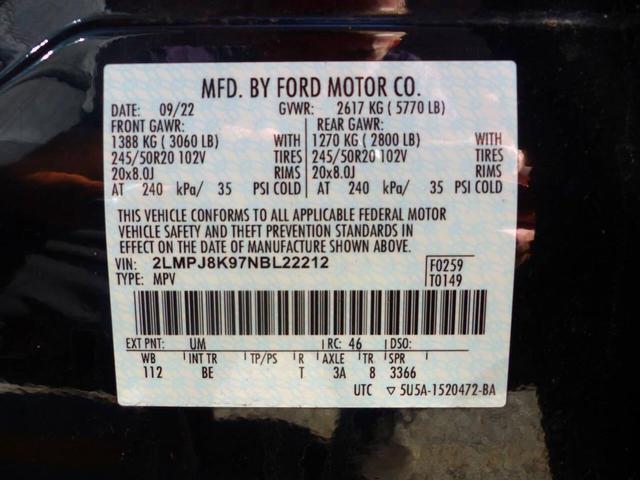 MFD. BY FORD MOTOR CO.
DATE: 09/22 GVWR: 2617 KG ( 5770 LB)
FRONT GAWR: REAR GAWR:
1388 KG ( 3060 LB) WITH 1270 KG ( 2800 LB) WITH
245/50R20 102V TIRES 245/50R20 102V TIRES
20x8.0J RIMS 20x8.0J RIMS
AT 240 kPa/ 35 PSI COLD AT 240 kPa/ 35 PSI COLD
THIS VEHICLE CONFORMS TO ALL APPLICABLE FEDERAL MOTOR
VEHICLE SAFETY AND THEFT PREVENTION STANDARDS IN
EFFECT ON THE DATE OF MANUFACTURE SHOWN ABOVE.
VIN: 2LMPJ8K97NBL22212 F0259
TYPE: MPV T0149
EXT PNT: UM RC: 46 DSO:
WB INT TR TP/PS R AXLE TR SPR
112 BE T 3A 8 3366
UTC ▽ 5U5A-1520472-BA